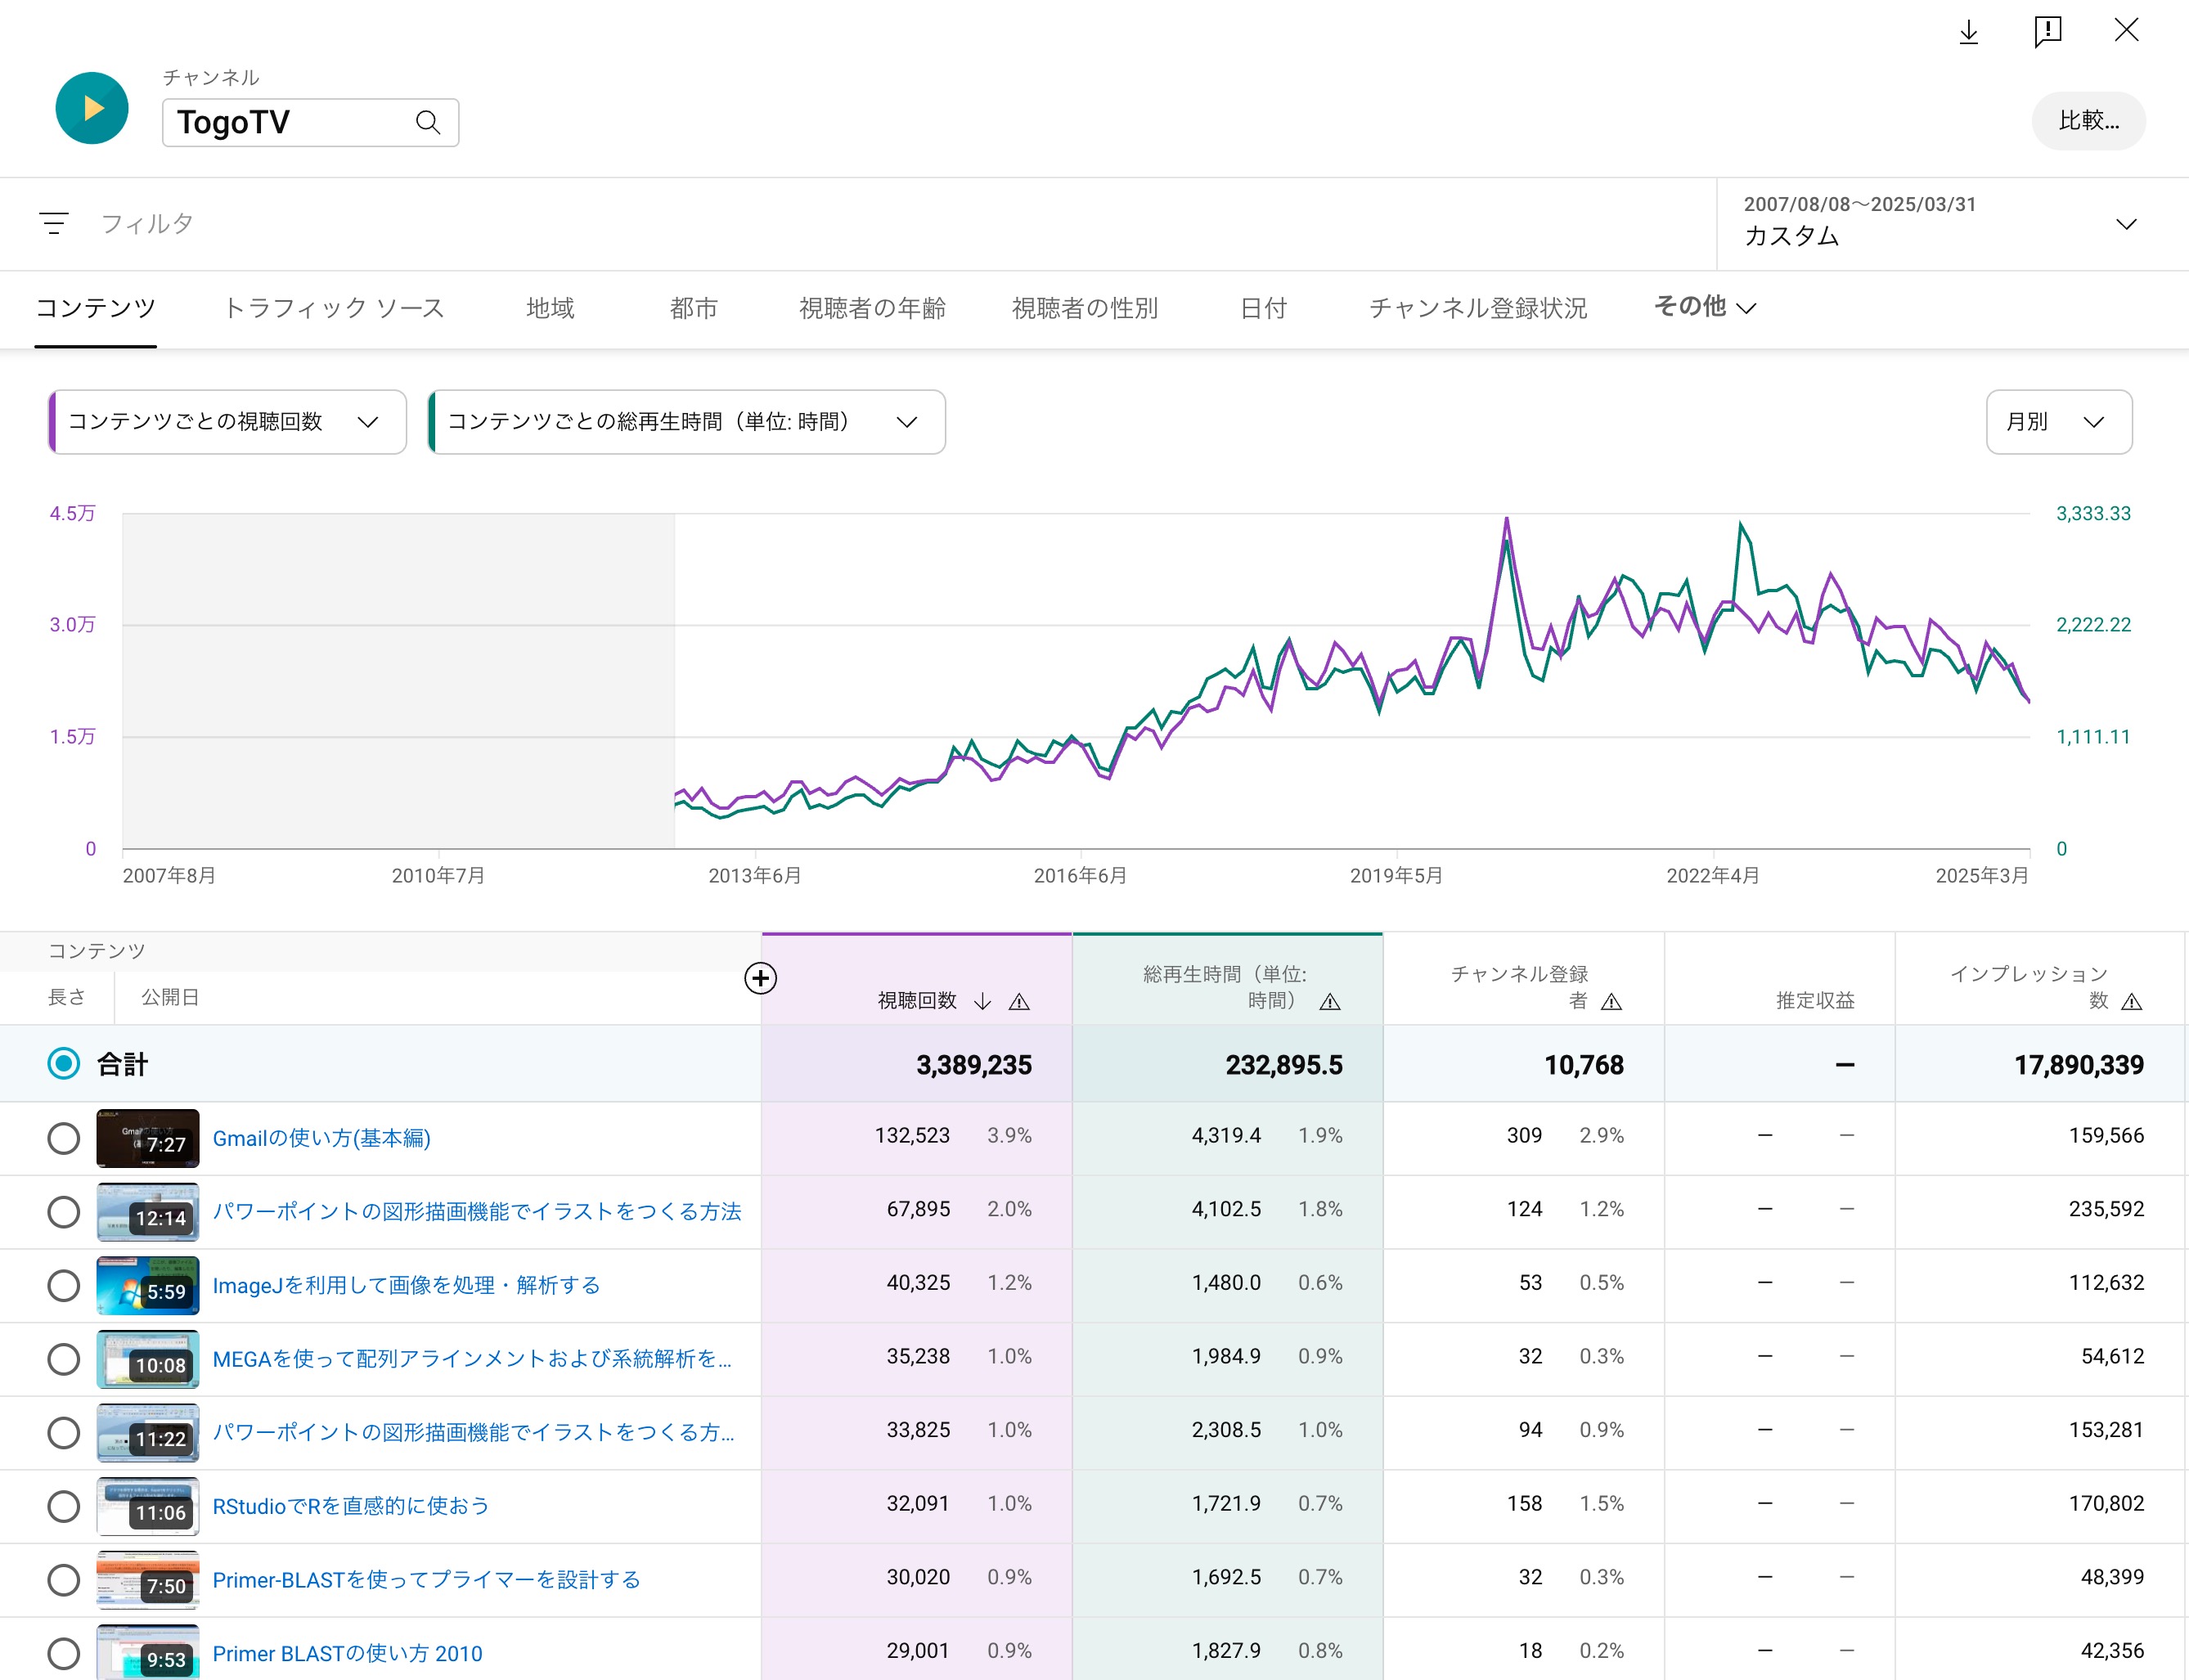 チャンネル
TogoTV
比較...
フィルタ
2007/08/08～2025/03/31
カスタム
コンテンツ
トラフィック ソース
地域
都市
視聴者の年齢
視聴者の性別
日付
チャンネル登録状況
その他
コンテンツごとの視聴回数
コンテンツごとの総再生時間（単位: 時間）
月別
4.5万
3.0万
1.5万
0
3,333.33
2,222.22
1,111.11
0
2007年8月
2010年7月
2013年6月
2016年6月
2019年5月
2022年4月
2025年3月
コンテンツ
長さ
公開日
視聴回数
総再生時間（単位:
時間）
チャンネル登録
者
推定収益
インプレッション
数
合計 3,389,235 232,895.5 10,768 — 17,890,339
7:27 Gmailの使い方(基本編) 132,523 3.9% 4,319.4 1.9% 309 2.9% — — 159,566
12:14 パワーポイントの図形描画機能でイラストをつくる方法 67,895 2.0% 4,102.5 1.8% 124 1.2% — — 235,592
5:59 ImageJを利用して画像を処理・解析する 40,325 1.2% 1,480.0 0.6% 53 0.5% — — 112,632
10:08 MEGAを使って配列アラインメントおよび系統解析を... 35,238 1.0% 1,984.9 0.9% 32 0.3% — — 54,612
11:22 パワーポイントの図形描画機能でイラストをつくる方... 33,825 1.0% 2,308.5 1.0% 94 0.9% — — 153,281
11:06 RStudioでRを直感的に使おう 32,091 1.0% 1,721.9 0.7% 158 1.5% — — 170,802
7:50 Primer-BLASTを使ってプライマーを設計する 30,020 0.9% 1,692.5 0.7% 32 0.3% — — 48,399
9:53 Primer BLASTの使い方 2010 29,001 0.9% 1,827.9 0.8% 18 0.2% — — 42,356